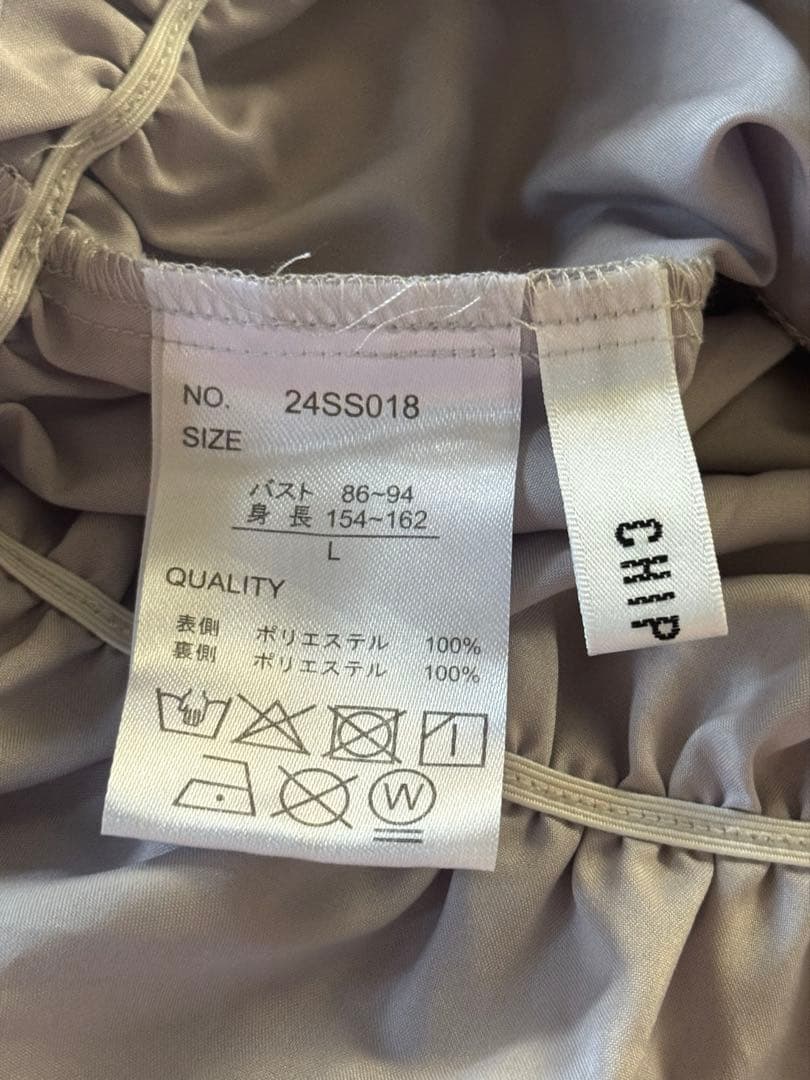 NO. 24SS018
SIZE
バスト 86~94
身 長 154~162
L
QUALITY
表側 ポリエステル 100%
裏側 ポリエステル 100%
W
CHIP